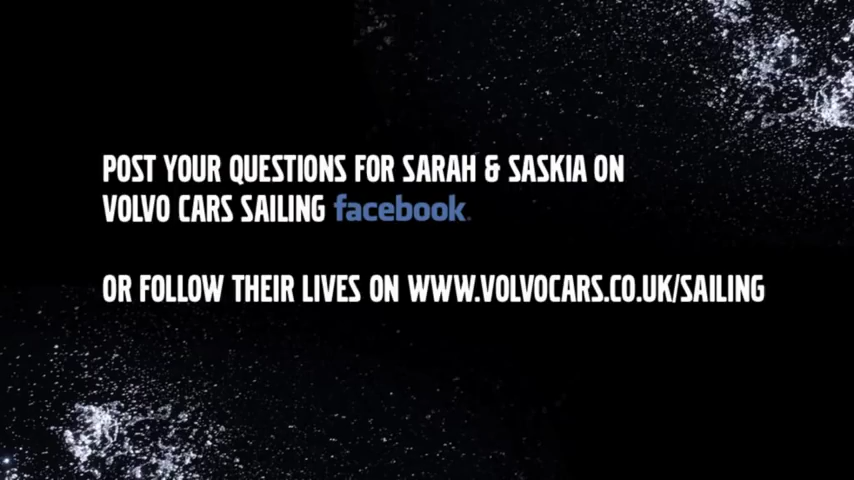 POST YOUR QUESTIONS FOR SARAH & SASKIA ON
VOLVO CARS SAILING facebook.
OR FOLLOW THEIR LIVES ON WWW.VOLVOCARS.CO.UK/SAILING